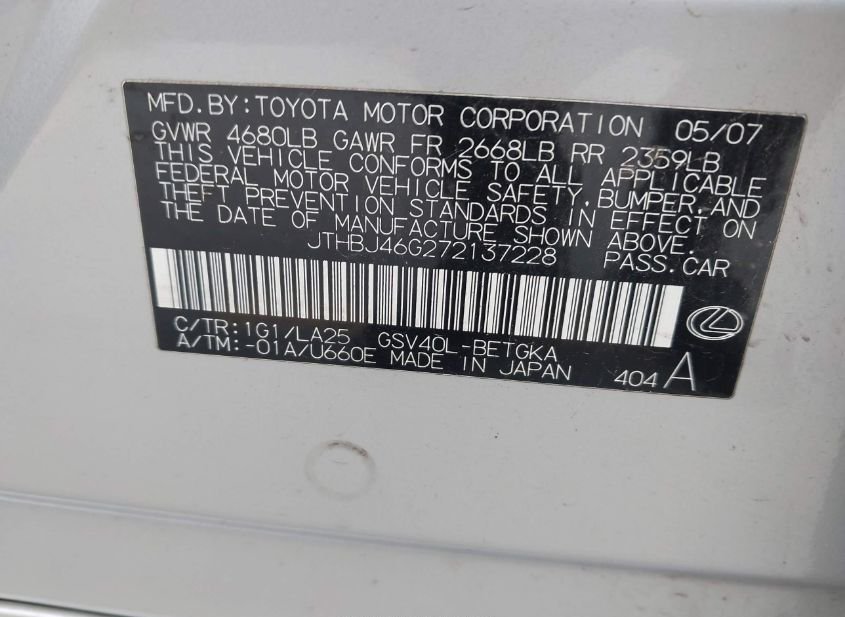 MFD.BY:TOYOTA MOTOR CORPORATION 05/07
GVWR 4680LB GAWR FR 2668LB RR 2359LB
THIS VEHICLE CONFORMS TO ALL APPLICABLE
FEDERAL MOTOR VEHICLE SAFETY,BUMPER,AND
THEFT PREVENTION STANDARDS IN EFFECT ON
THE DATE OF MANUFACTURE SHOWN ABOVE.
JTHBJ46G272137228 PASS.CAR
C/TR:1G1/LA25 GSV40L-BETGKA
A/TM:-01A/U660E MADE IN JAPAN 404 A